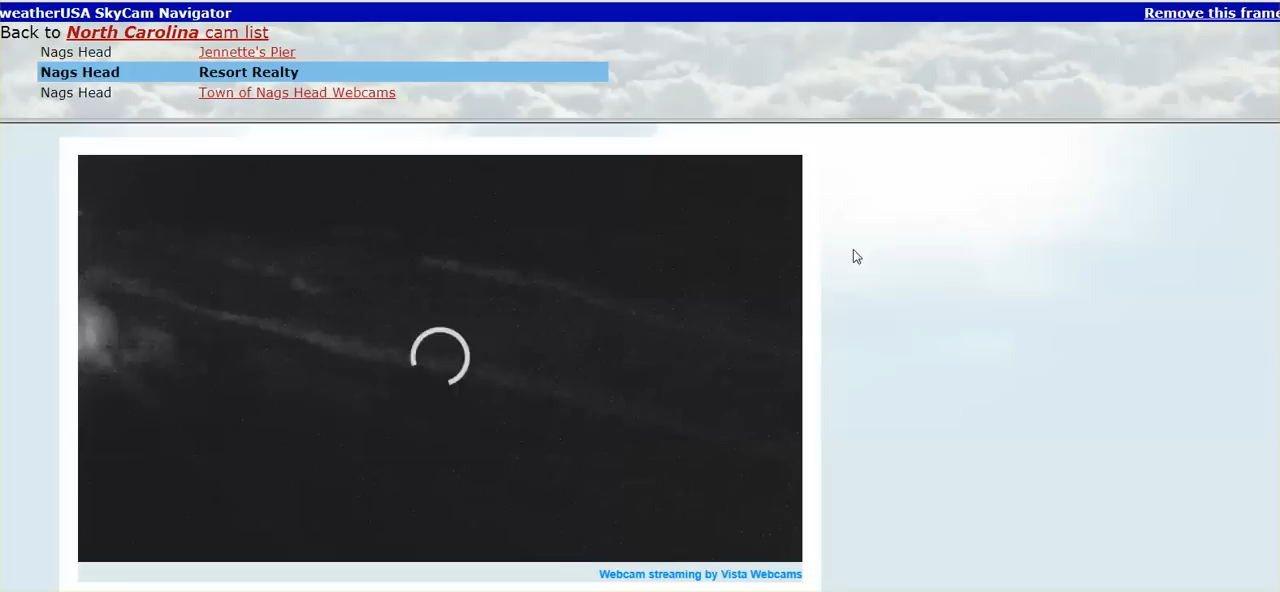 weatherUSA SkyCam Navigator Remove this frame
Back to North Carolina cam list
Nags Head Jennette's Pier
Nags Head Resort Realty
Nags Head Town of Nags Head Webcams
Webcam streaming by Vista Webcams